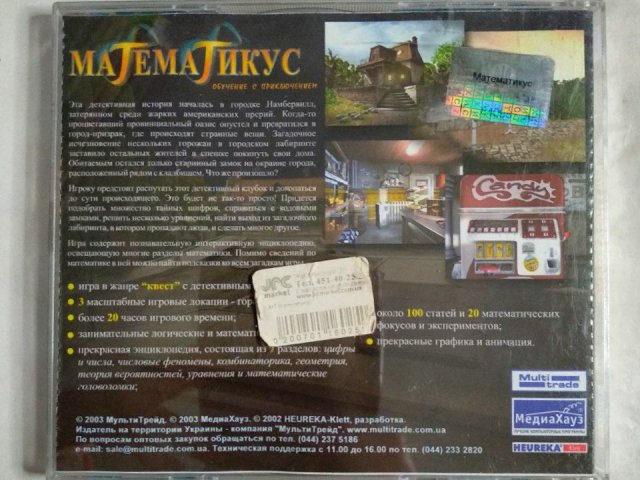 МАТЕМАТИКУС
ОБУЧЕНИЕ С ПРИКЛЮЧЕНИЕМ
Математикус
Эта детективная история началась в городке Намбервилл,
затерянном среди жарких американских прерий. Когда-то
процветавший провинциальный оазис опустел и превратился в
город-призрак, где происходят странные вещи. Загадочное
исчезновение нескольких горожан в городском лабиринте
заставило остальных жителей в спешке покинуть свои дома.
Обитаемым остался только старинный замок на окраине города,
расположенный рядом с кладбищем. Что же произошло?
Игроку предстоит распутать этот детективный клубок и докопаться
до сути происходящего. Это будет не так-то просто! Придется
подобрать множество тайных шифров, справиться с кодовыми
замками, решить несколько уравнений, найти выход из загадочного
лабиринта, в котором пропадают люди, и сделать многое другое.
Игра содержит познавательную интерактивную энциклопедию,
освещающую многие разделы математики. Помимо сведений по
математике в ней можно найти подсказки ко всем загадкам игры.
Candy
игра в жанре "квест" с детективным
3 масштабные игровые локации - гор
более 20 часов игрового времени;
занимательные логические и математи
прекрасная энциклопедия, состоящая из 7 разделов: цифры
и числа, числовые феномены, комбинаторика, геометрия,
теория вероятностей, уравнения и математические
головоломки;
около 100 статей и 20 математических
фокусов и экспериментов;
прекрасные графика и анимация.
market
Тел. 451 40 25
Multi
trade
МедиаХауз
HEUREKA Klett
© 2003 МультиТрейд. © 2003 МедиаХауз. © 2002 HEUREKA-Klett, разработка.
Издатель на территории Украины - компания "МультиТрейд". www.multitrade.com.ua
По вопросам оптовых закупок обращаться по тел. (044) 237 5186
e-mail: sale@multitrade.com.ua. Техническая поддержка с 11.00 до 16.00 по тел. (044) 233 2820